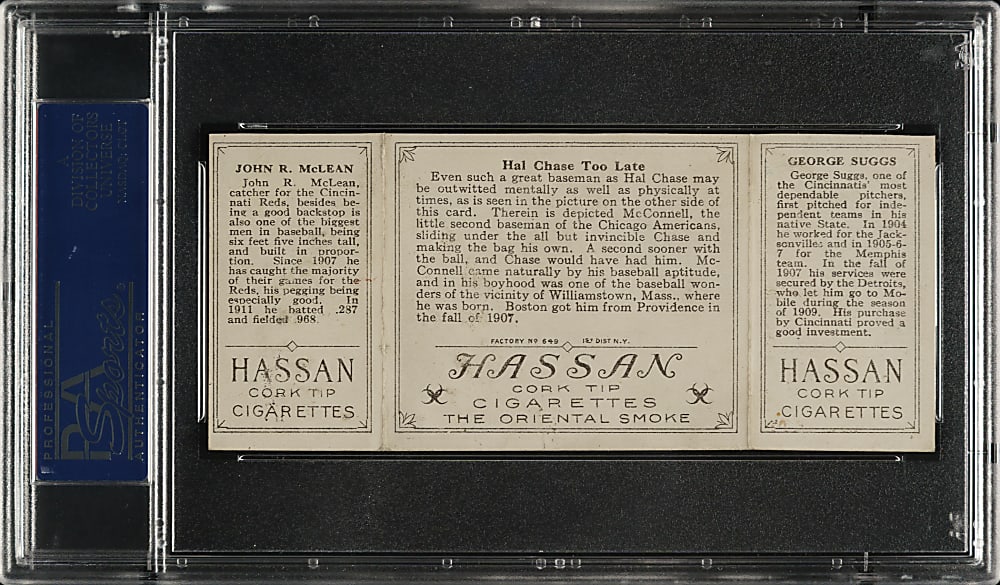 A
DIVISION OF
COLLECTORS
UNIVERSE
NASDAQ: CLCT
PROFESSIONAL
PSA
Sports
AUTHENTICATOR
JOHN R. McLEAN
John R. McLean,
catcher for the Cincin-
nati Reds, besides be-
ing a good backstop is
also one of the biggest
men in baseball, being
six feet five inches tall,
and built in propor-
tion. Since 1907 he
has caught the majority
of their games for the
Reds, his pegging being
especially good. In
1911 he batted .287
and fielded .968.
HASSAN
CORK TIP
CIGARETTES
Hal Chase Too Late
Even such a great baseman as Hal Chase may
be outwitted mentally as well as physically at
times, as is seen in the picture on the other side of
this card. Therein is depicted McConnell, the
little second baseman of the Chicago Americans,
sliding under the all but invincible Chase and
making the bag his own. A second sooner with
the ball, and Chase would have had him. Mc-
Connell came naturally by his baseball aptitude,
and in his boyhood was one of the baseball won-
ders of the vicinity of Williamstown, Mass., where
he was born. Boston got him from Providence in
the fall of 1907.
FACTORY Nº 649 1ST DIST N.Y.
HASSAN
CORK TIP
CIGARETTES
THE ORIENTAL SMOKE
GEORGE SUGGS
George Suggs, one of
the Cincinnatis' most
dependable pitchers,
first pitched for inde-
pendent teams in his
native State. In 1904
he worked for the Jack-
sonvilles and in 1905-6-
7 for the Memphis
team. In the fall of
1907 his services were
secured by the Detroits,
who let him go to Mo-
bile during the season
of 1909. His purchase
by Cincinnati proved a
good investment.
HASSAN
CORK TIP
CIGARETTES